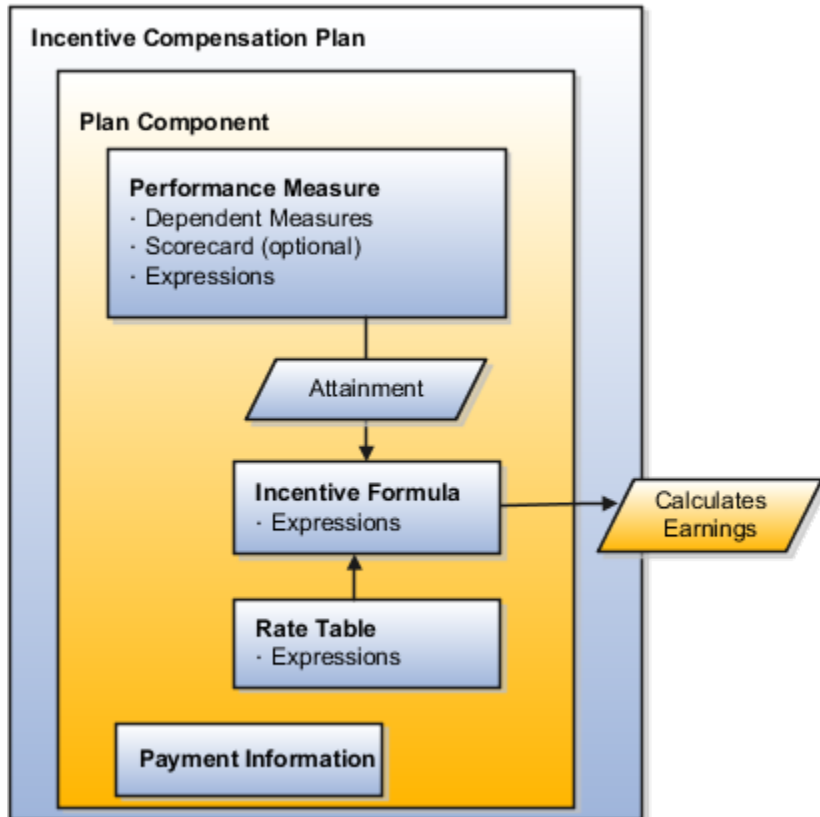 Incentive Compensation Plan
Plan Component
Performance Measure
· Dependent Measures
· Scorecard (optional)
· Expressions
Attainment
Incentive Formula
· Expressions
Calculates
Earnings
Rate Table
· Expressions
Payment Information